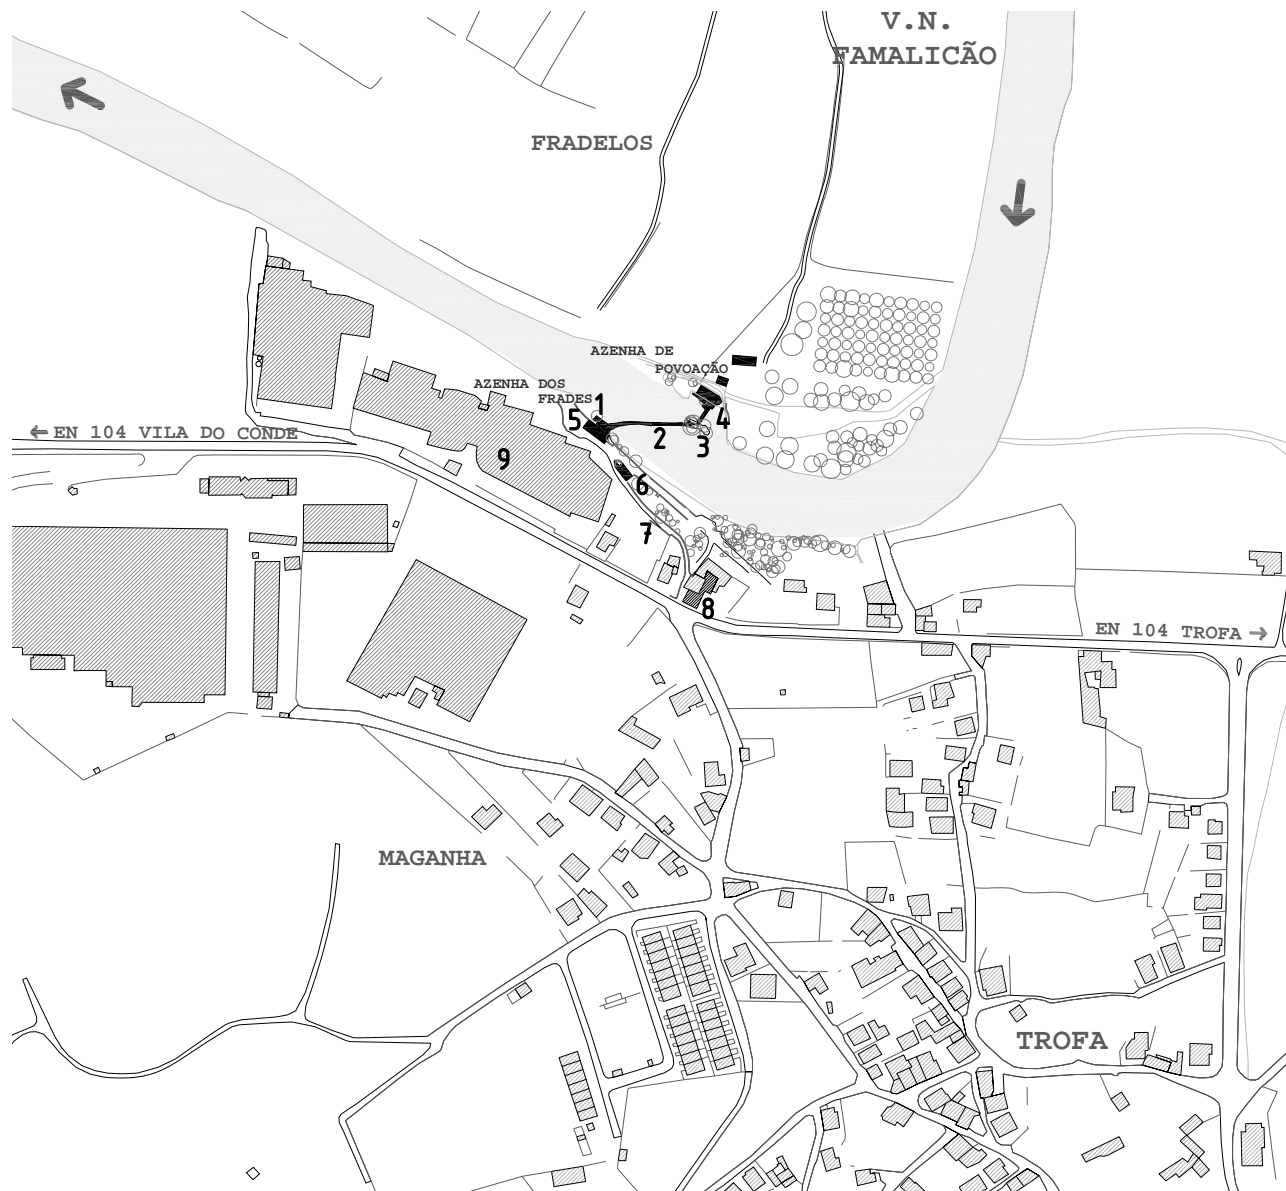 V.N.
FAMALICÃO
FRADELOS
AZENHA DE
POVOAÇÃO
AZENHA DOS
FRADES
1
5
4
2
3
← EN 104 VILA DO CONDE
9
6
7
8
EN 104 TROFA →
MAGANHA
TROFA